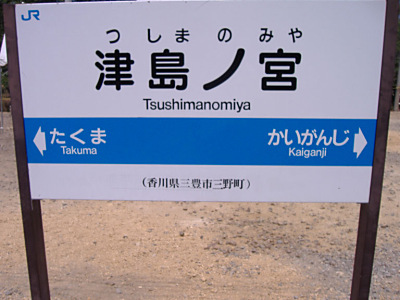 JR
つしまのみや
津島ノ宮
Tsushimanomiya
たくま かいがんじ
Takuma Kaiganji
(香川県三豊市三野町)